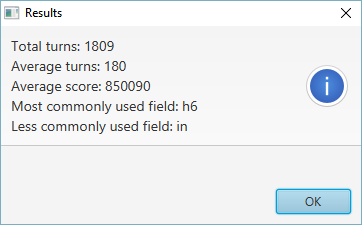 Results
Total turns: 1809
Average turns: 180
Average score: 850090
Most commonly used field: h6
Less commonly used field: in
OK